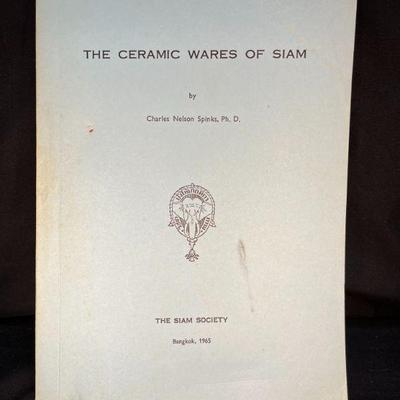 THE CERAMIC WARES OF SIAM
by
Charles Nelson Spinks, Ph. D.
THE SIAM SOCIETY
Bangkok, 1965